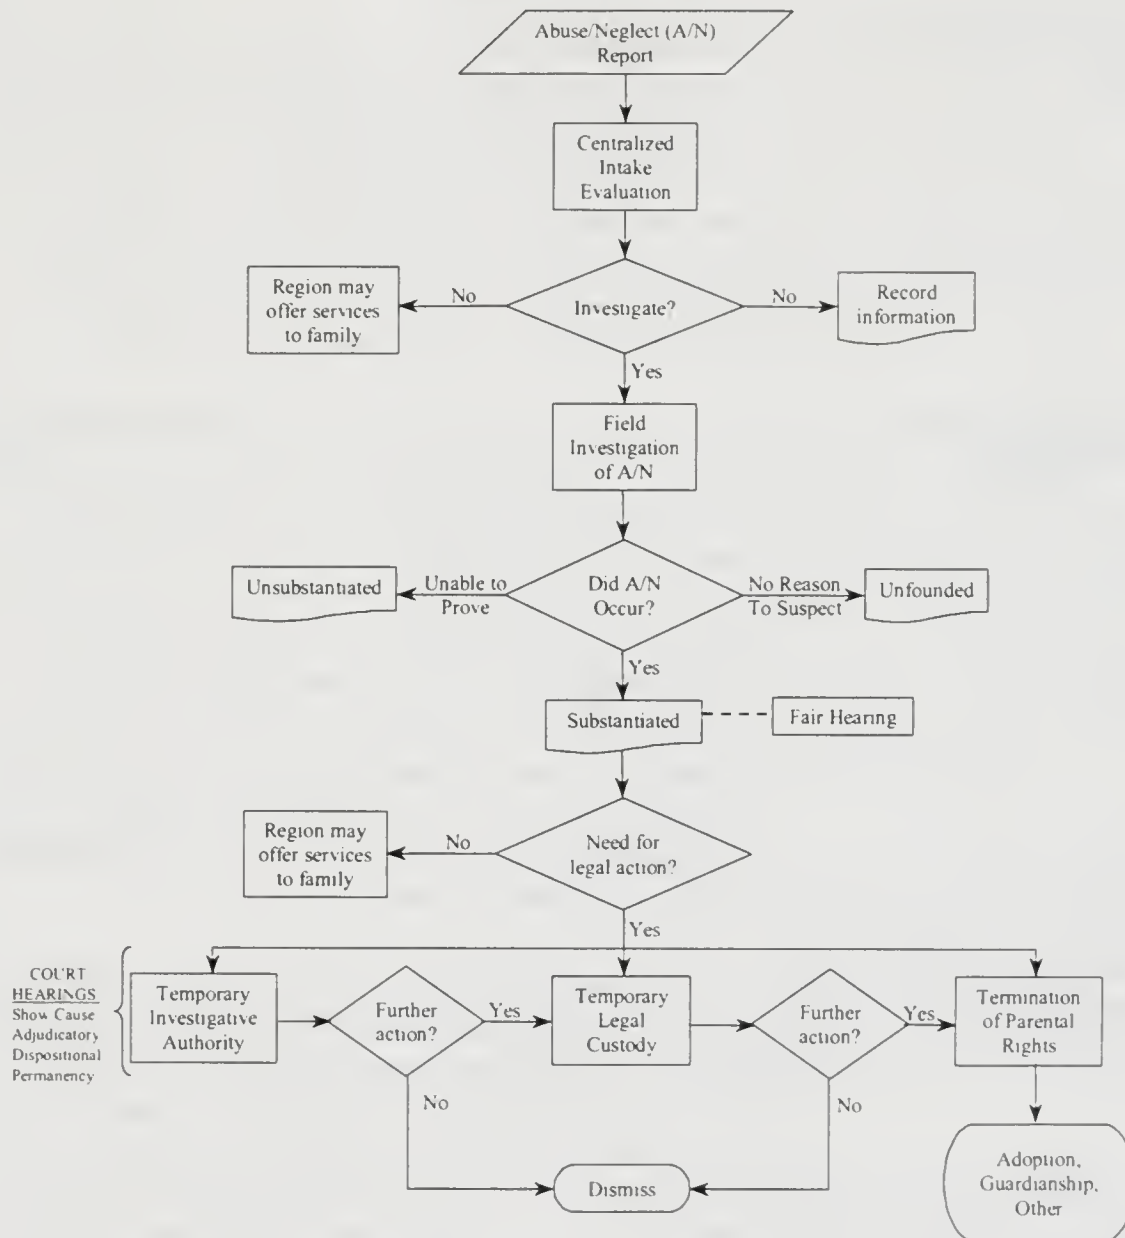 Abuse/Neglect (A/N)
Report
Centralized
Intake
Evaluation
Region may
offer services
to family
No
Investigate?
No
Record
information
Yes
Field
Investigation
of A/N
Unsubstantiated
Unable to
Prove
Did A/N
Occur?
No Reason
To Suspect
Unfounded
Yes
Substantiated
Fair Hearing
Region may
offer services
to family
No
Need for
legal action?
Yes
COURT
HEARINGS
Show Cause
Adjudicatory
Dispositional
Permanency
Temporary
Investigative
Authority
Further
action?
Yes
Temporary
Legal
Custody
Further
action?
Yes
Termination
of Parental
Rights
No
No
Dismiss
Adoption,
Guardianship,
Other